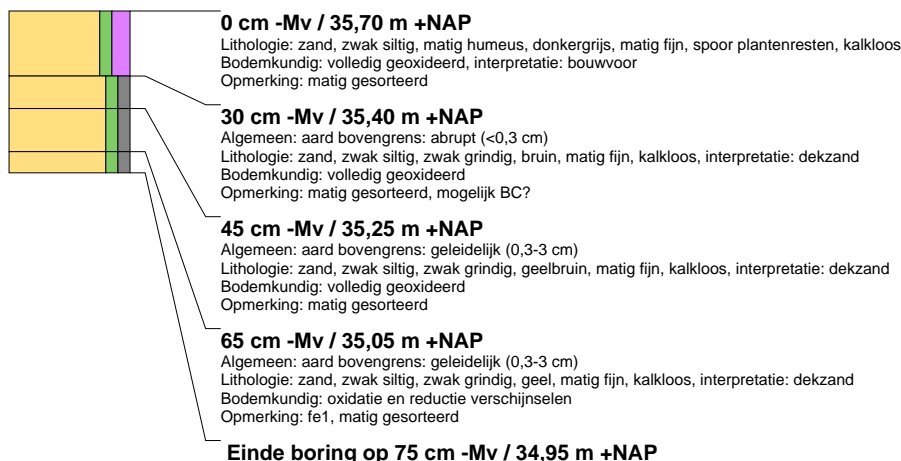 0 cm -Mv / 35,70 m +NAP
Lithologie: zand, zwak siltig, matig humeus, donkergrijs, matig fijn, spoor plantenresten, kalkloos
Bodemkundig: volledig geoxideerd, interpretatie: bouwvoor
Opmerking: matig gesorteerd
30 cm -Mv / 35,40 m +NAP
Algemeen: aard bovengrens: abrupt (<0,3 cm)
Lithologie: zand, zwak siltig, zwak grindig, bruin, matig fijn, kalkloos, interpretatie: dekzand
Bodemkundig: volledig geoxideerd
Opmerking: matig gesorteerd, mogelijk BC?
45 cm -Mv / 35,25 m +NAP
Algemeen: aard bovengrens: geleidelijk (0,3-3 cm)
Lithologie: zand, zwak siltig, zwak grindig, geelbruin, matig fijn, kalkloos, interpretatie: dekzand
Bodemkundig: volledig geoxideerd
Opmerking: matig gesorteerd
65 cm -Mv / 35,05 m +NAP
Algemeen: aard bovengrens: geleidelijk (0,3-3 cm)
Lithologie: zand, zwak siltig, zwak grindig, geel, matig fijn, kalkloos, interpretatie: dekzand
Bodemkundig: oxidatie en reductie verschijnselen
Opmerking: fe1, matig gesorteerd
Einde boring op 75 cm -Mv / 34,95 m +NAP